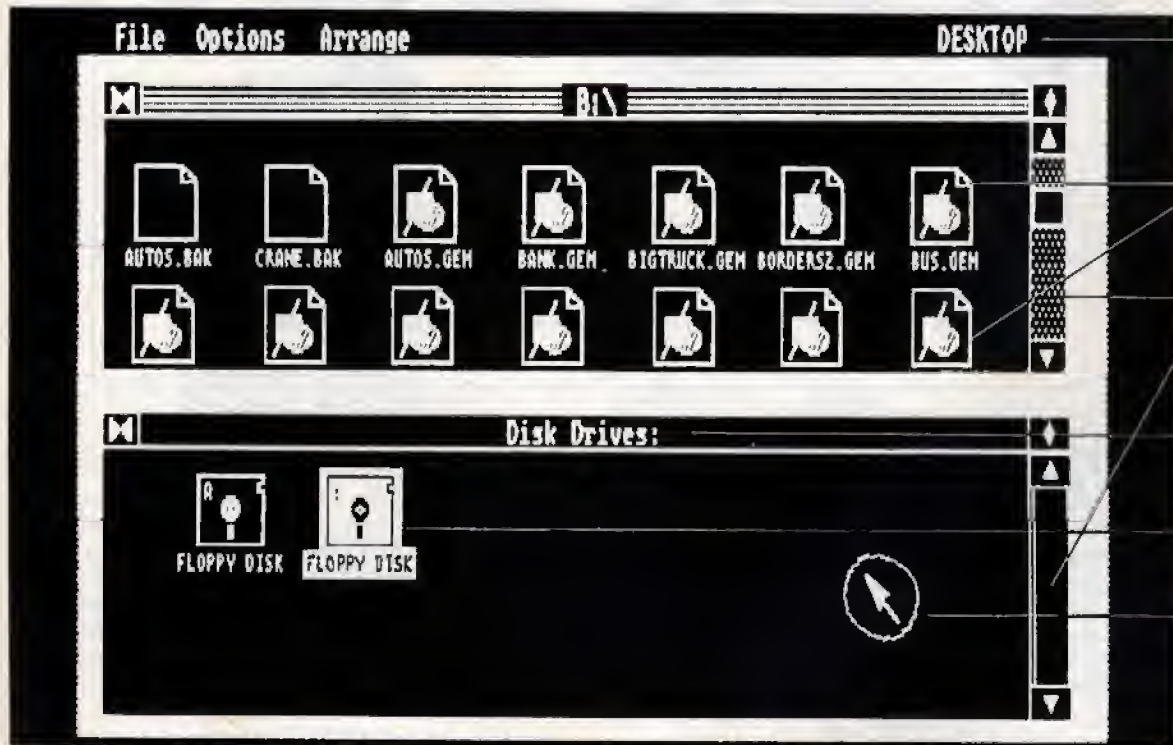 File Options Arrange DESKTOP
B:\
AUTOS.BAK CRANE.BAK AUTOS.GEM BANK.GEM BIGTRUCK.GEM BORDERS2.GEM BUS.GEM
Disk Drives:
A
FLOPPY DISK FLOPPY DISK